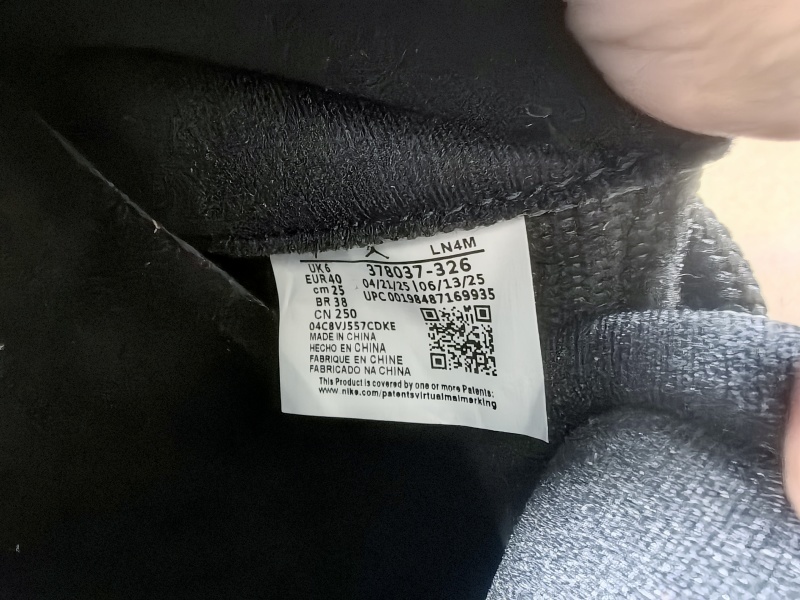 LN4M
UK 6 378037-326
EUR 40 04/21/25 | 06/13/25
cm 25 UPC 00198487169935
BR 38
CN 250
04C8VJ557CDKE
MADE IN CHINA
HECHO EN CHINA
FABRIQUE EN CHINE
FABRICADO NA CHINA
This Product is covered by one or more Patents:
www.nike.com/patentsvirtualmalmarking